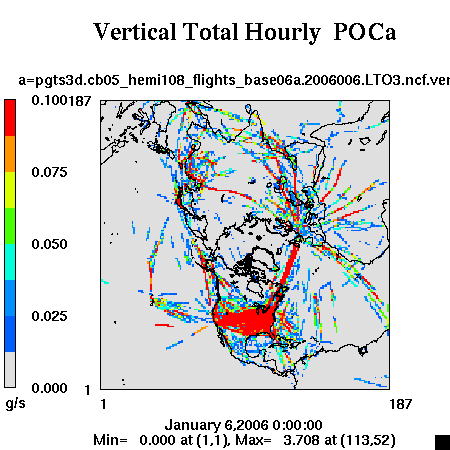 Vertical Total Hourly POCa
a=pgts3d.cb05_hemi108_flights_base06a.2006006.LTO3.ncf.ver
0.100
187
0.075
0.050
0.025
0.000
1
g/s
1
187
January 6,2006 0:00:00
Min= 0.000 at (1,1), Max= 3.708 at (113,52)